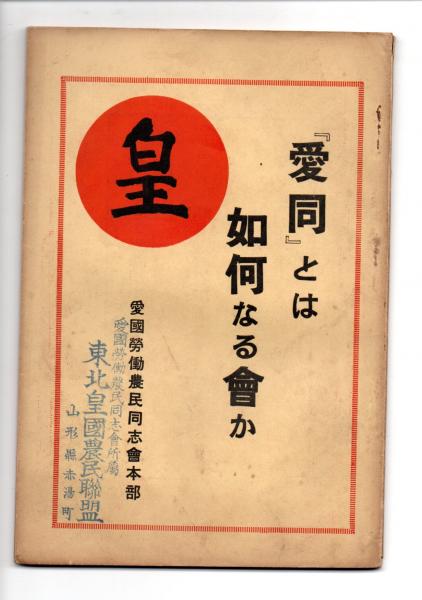 『愛同』とは
如何なる會か
皇
愛國勞働農民同志會本部
愛國勞働農民同志會所屬
東北皇國農民聯盟
山形縣赤湯町